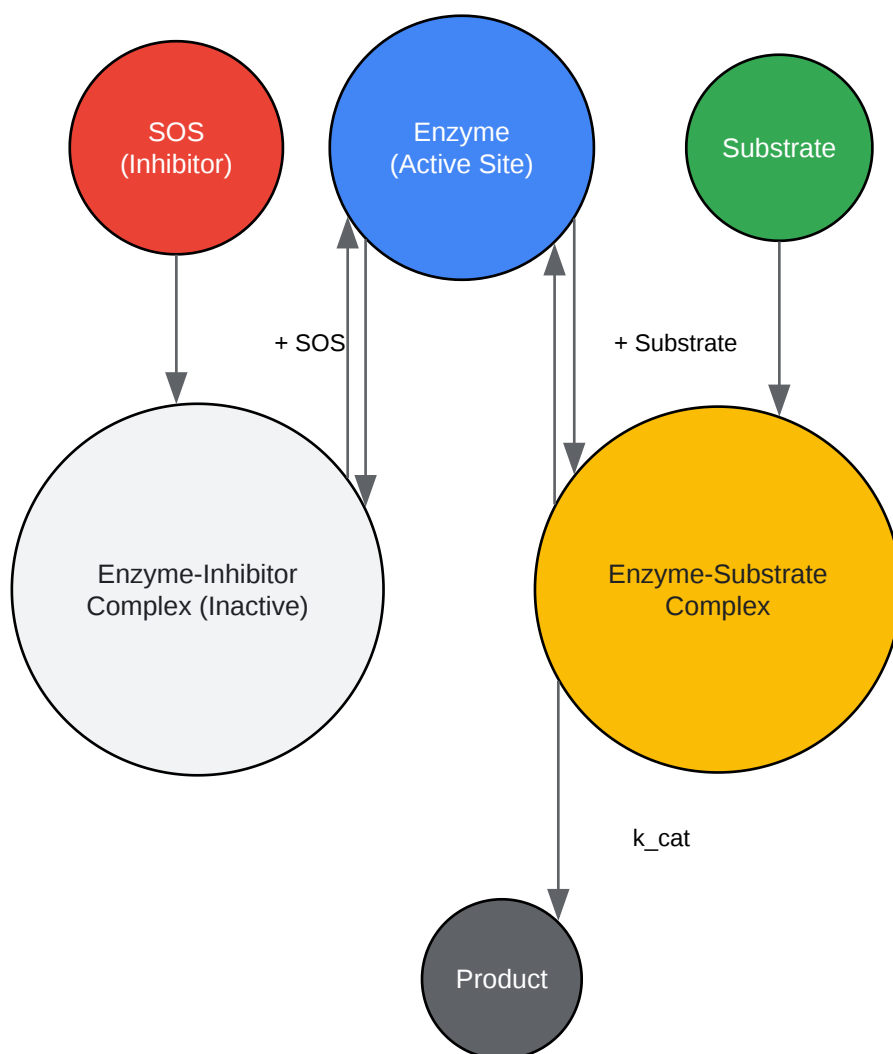 SOS
(Inhibitor)
Enzyme
(Active Site)
Substrate
+ SOS
+ Substrate
Enzyme-Inhibitor
Complex (Inactive)
Enzyme-Substrate
Complex
k_cat
Product